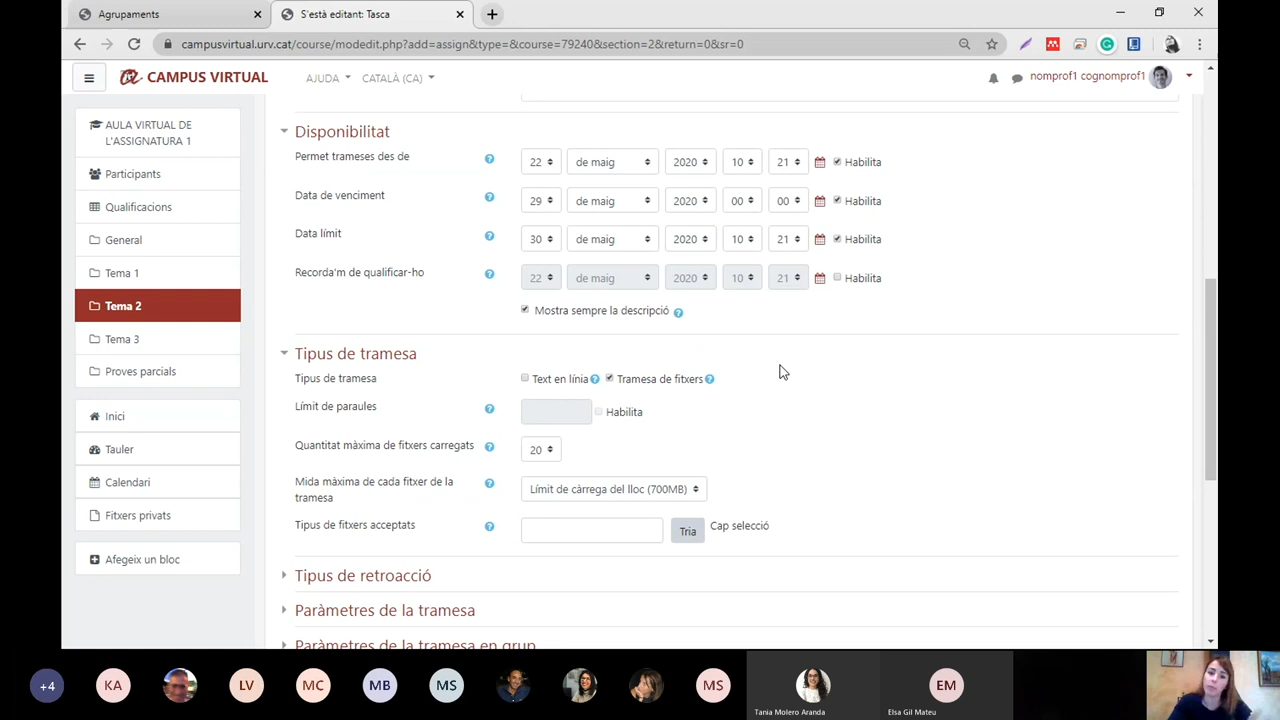 Agrupaments
S'està editant: Tasca
campusvirtual.urv.cat/course/modedit.php?add=assign&type=&course=79240&section=2&return=0&sr=0
CAMPUS VIRTUAL
AJUDA
CATALÀ (CA)
nomprof1 cognomprof1
AULA VIRTUAL DE
L'ASSIGNATURA 1
Participants
Qualificacions
General
Tema 1
Tema 2
Tema 3
Proves parcials
Inici
Tauler
Calendari
Fitxers privats
Afegeix un bloc
Disponibilitat
Permet trameses des de ? 22 de maig 2020 10 21 Habilita
Data de venciment ? 29 de maig 2020 00 00 Habilita
Data límit ? 30 de maig 2020 10 21 Habilita
Recorda'm de qualificar-ho ? 22 de maig 2020 10 21 Habilita
Mostra sempre la descripció ?
Tipus de tramesa
Tipus de tramesa Text en línia ? Tramesa de fitxers ?
Límit de paraules ? Habilita
Quantitat màxima de fitxers carregats ? 20
Mida màxima de cada fitxer de la
tramesa ? Límit de càrrega del lloc (700MB)
Tipus de fitxers acceptats ? Tria Cap selecció
Tipus de retroacció
Paràmetres de la tramesa
Paràmetres de la tramesa en grup
+4 KA LV MC MB MS MS EM
Tania Molero Aranda
Elsa Gil Mateu